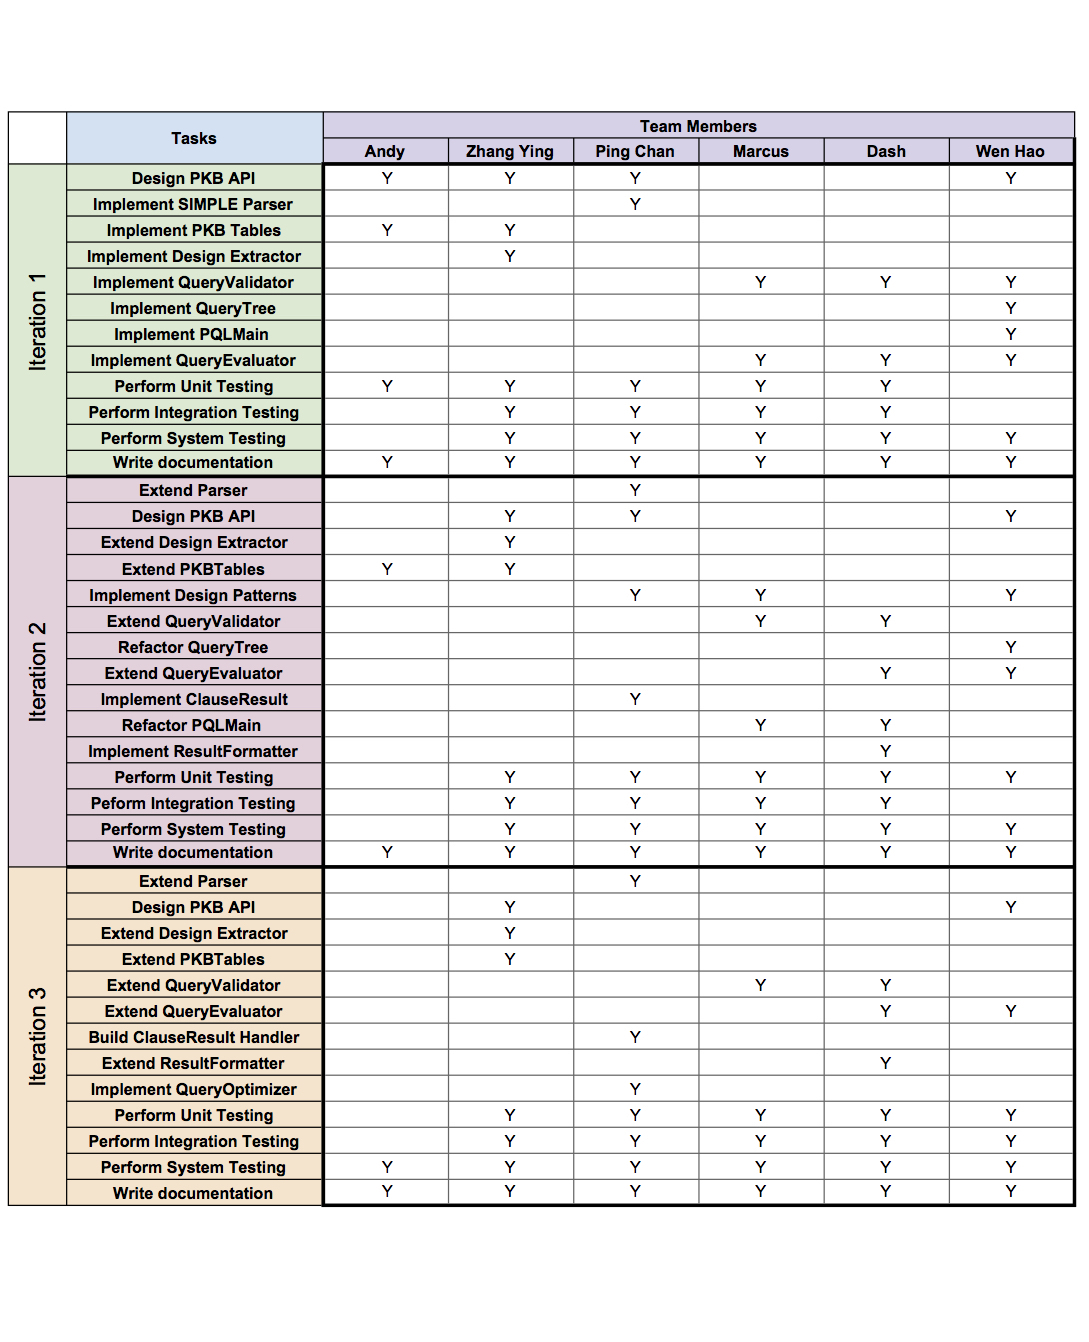 Tasks Team Members
Andy Zhang Ying Ping Chan Marcus Dash Wen Hao
Iteration 1
Design PKB API Y Y Y Y
Implement SIMPLE Parser Y
Implement PKB Tables Y Y
Implement Design Extractor Y
Implement QueryValidator Y Y Y
Implement QueryTree Y
Implement PQLMain Y
Implement QueryEvaluator Y Y Y
Perform Unit Testing Y Y Y Y Y
Perform Integration Testing Y Y Y Y
Perform System Testing Y Y Y Y Y
Write documentation Y Y Y Y Y Y
Iteration 2
Extend Parser Y
Design PKB API Y Y Y
Extend Design Extractor Y
Extend PKBTables Y Y
Implement Design Patterns Y Y Y
Extend QueryValidator Y Y
Refactor QueryTree Y
Extend QueryEvaluator Y Y
Implement ClauseResult Y
Refactor PQLMain Y Y
Implement ResultFormatter Y
Perform Unit Testing Y Y Y Y Y
Peform Integration Testing Y Y Y Y
Perform System Testing Y Y Y Y Y
Write documentation Y Y Y Y Y Y
Iteration 3
Extend Parser Y
Design PKB API Y Y
Extend Design Extractor Y
Extend PKBTables Y
Extend QueryValidator Y Y
Extend QueryEvaluator Y Y
Build ClauseResult Handler Y
Extend ResultFormatter Y
Implement QueryOptimizer Y
Perform Unit Testing Y Y Y Y Y
Perform Integration Testing Y Y Y Y Y
Perform System Testing Y Y Y Y Y Y
Write documentation Y Y Y Y Y Y